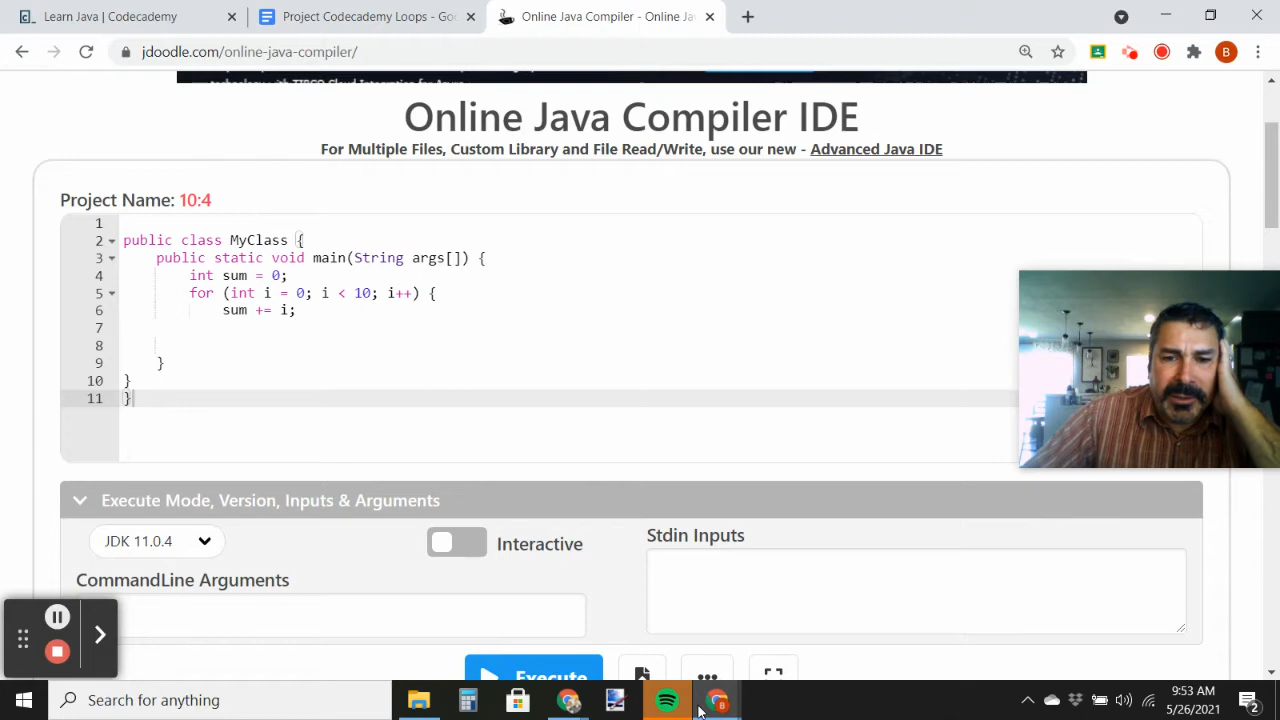 Learn Java | Codecademy
Project Codecademy Loops - G
Online Java Compiler - Online Ja
jdoodle.com/online-java-compiler/
B
Online Java Compiler IDE
For Multiple Files, Custom Library and File Read/Write, use our new - Advanced Java IDE
Project Name: 10:4
1
2 public class MyClass {
3 public static void main(String args[]) {
4 int sum = 0;
5 for (int i = 0; i < 10; i++) {
6 sum += i;
7
8
9 }
10 }
11 }
Execute Mode, Version, Inputs & Arguments
JDK 11.0.4
Interactive
Stdin Inputs
CommandLine Arguments
Execute
Search for anything
9:53 AM
5/26/2021
2